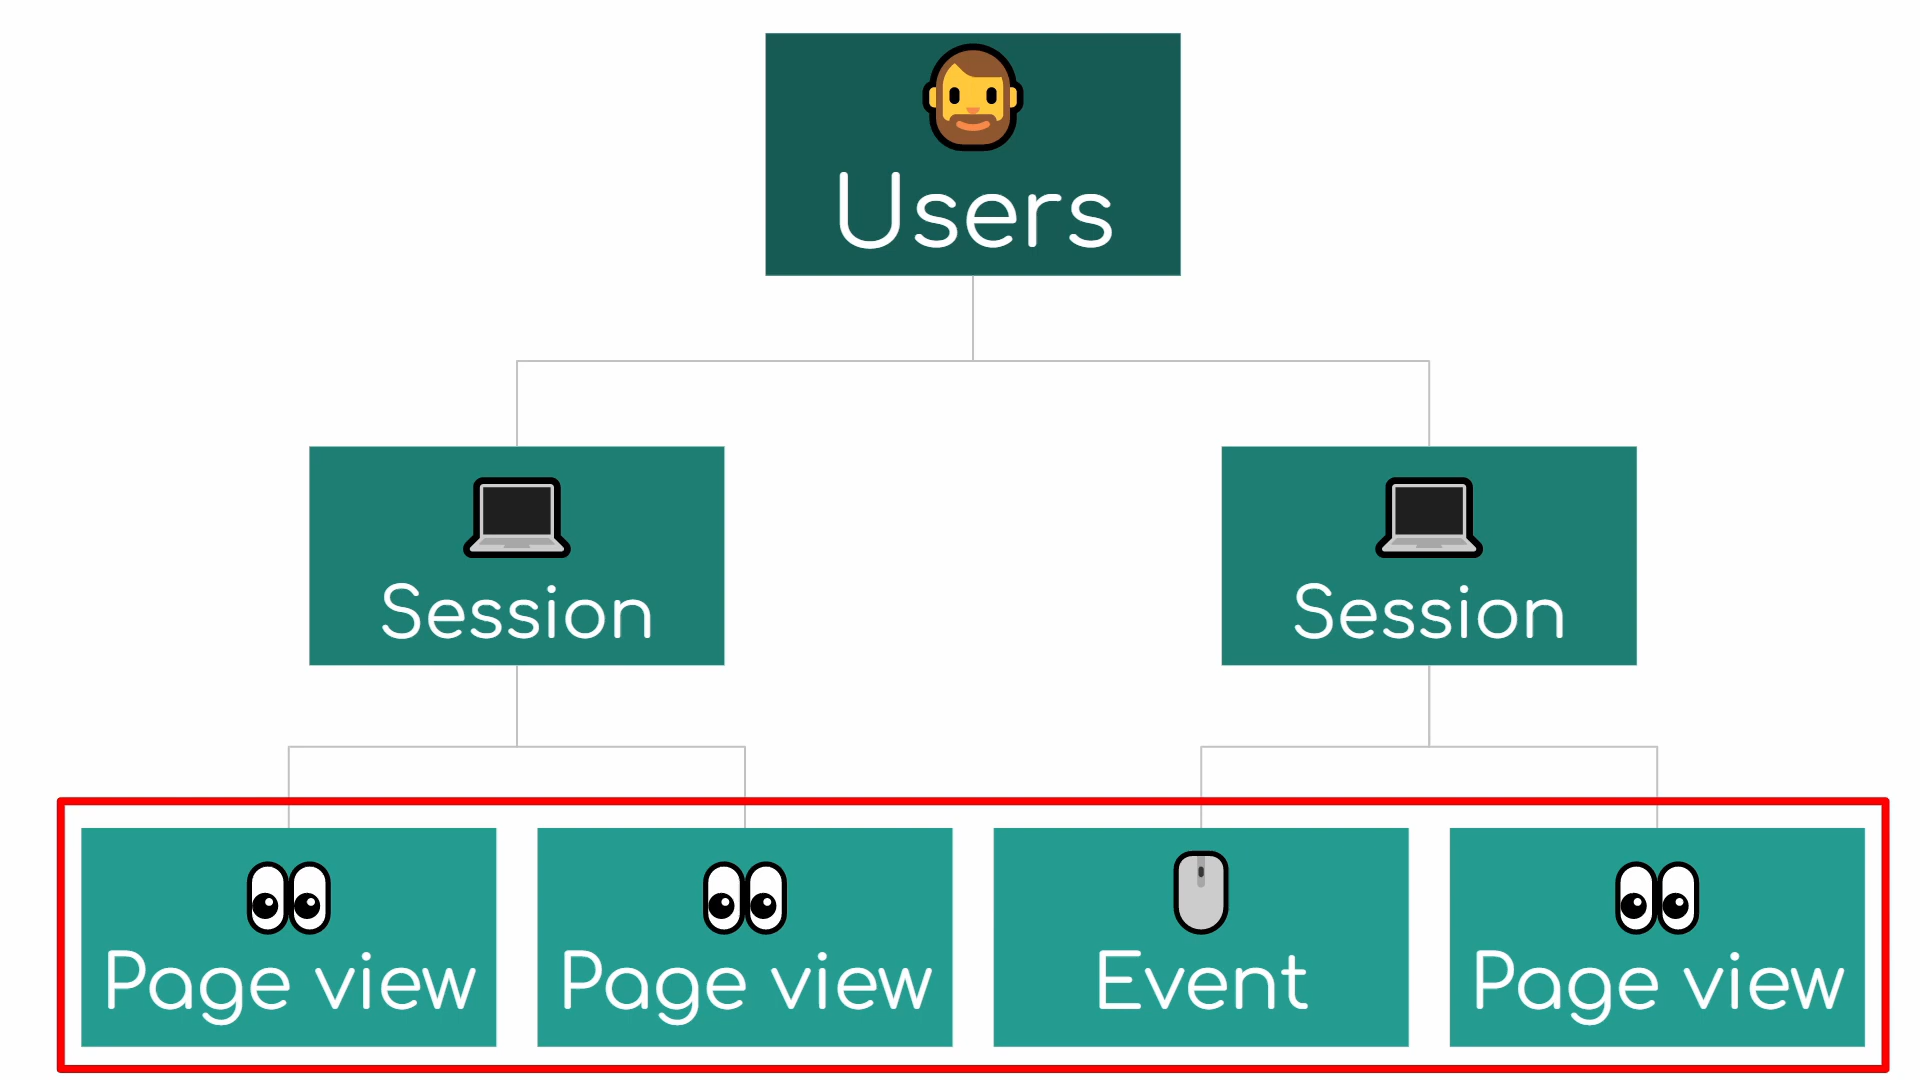 Users
Session
Session
Page view
Page view
Event
Page view